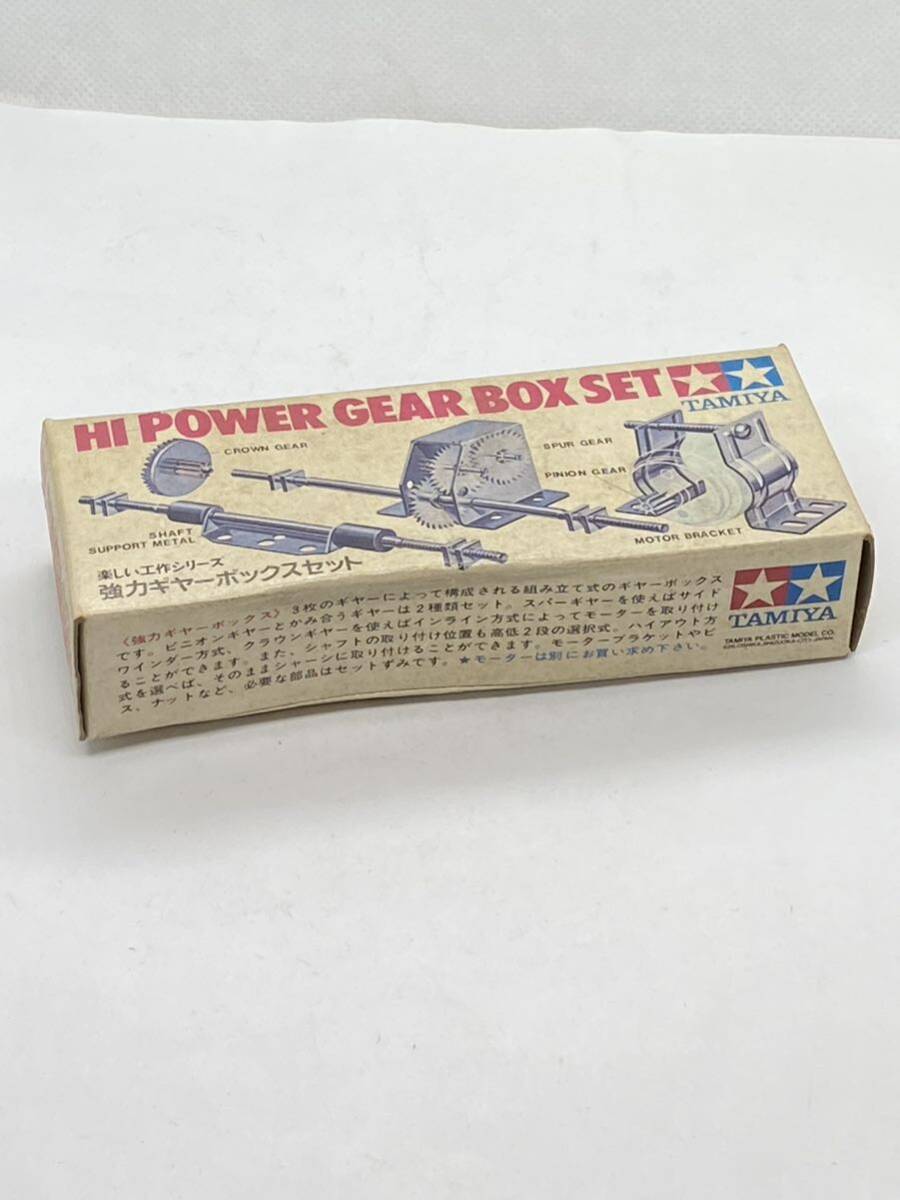 HI POWER GEAR BOX SET
TAMIYA
CROWN GEAR
SPUR GEAR
PINION GEAR
SHAFT
SUPPORT METAL
MOTOR BRACKET
楽しい工作シリーズ
強力ギヤーボックスセット
〈強力ギヤーボックス〉3枚のギヤーによって構成される組み立て式のギヤーボックス
です。ピニオンギヤーとかみ合うギヤーは2種類セット。スパーギヤーを使えばサイド
ワインダー方式、クラウンギヤーを使えばインライン方式によってモーターを取り付け
ることができます。また、シャフトの取り付け位置も高低2段の選択式。ハイアウト方
式を選べば、そのままシャーシに取り付けることができます。モーターブラケットやビ
ス、ナットなど、必要な部品はセットずみです。★モーターは別にお買い求め下さい。
TAMIYA
TAMIYA PLASTIC MODEL CO.